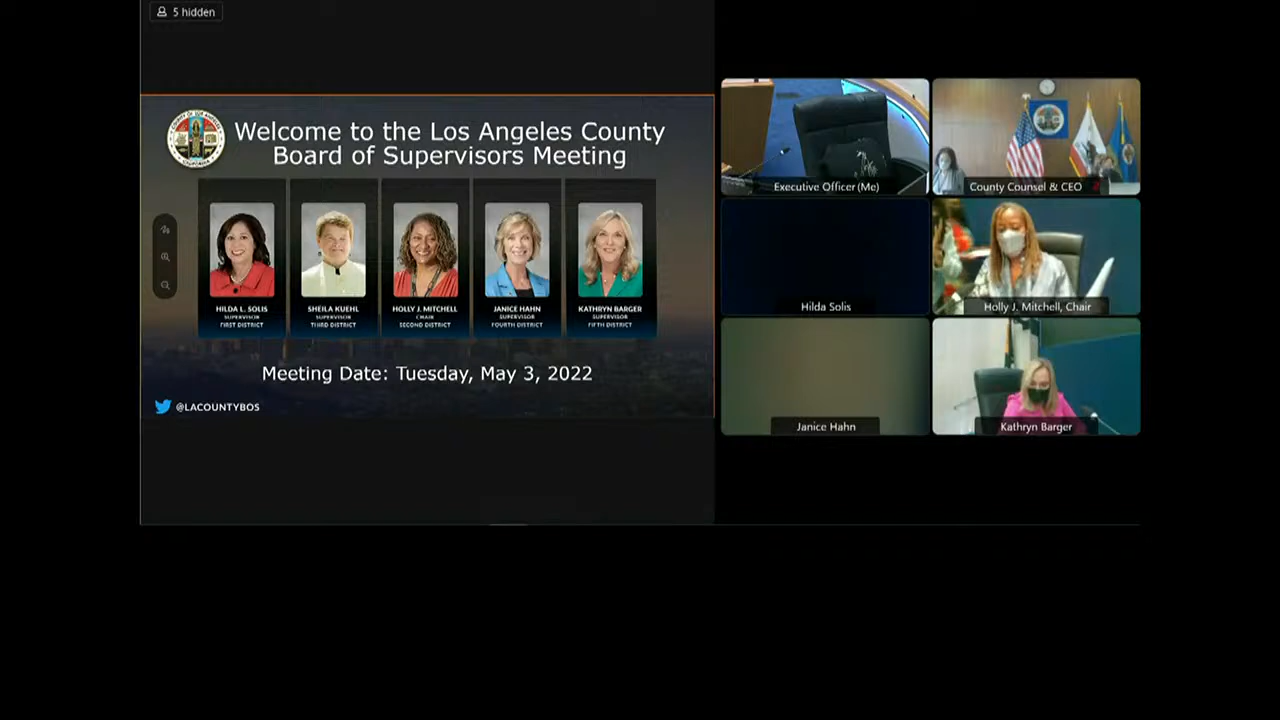 5 hidden
Welcome to the Los Angeles County
Board of Supervisors Meeting
HILDA L. SOLIS
SUPERVISOR
FIRST DISTRICT
SHEILA KUEHL
SUPERVISOR
THIRD DISTRICT
HOLLY J. MITCHELL
CHAIR
SECOND DISTRICT
JANICE HAHN
SUPERVISOR
FOURTH DISTRICT
KATHRYN BARGER
SUPERVISOR
FIFTH DISTRICT
Meeting Date: Tuesday, May 3, 2022
@LACOUNTYBOS
Executive Officer (Me)
County Counsel & CEO
Hilda Solis
Holly J. Mitchell, Chair
Janice Hahn
Kathryn Barger